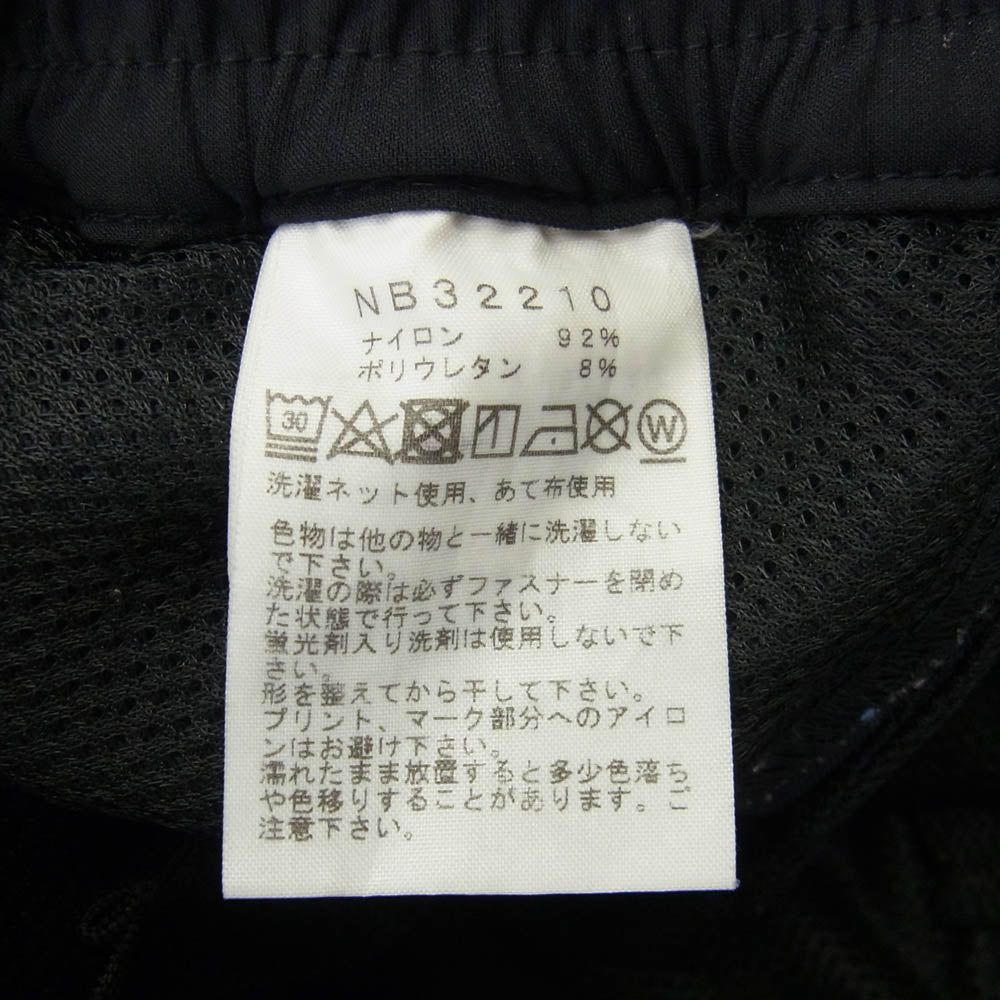 NB32210
ナイロン 92%
ポリウレタン 8%
30 W
洗濯ネット使用、あて布使用
色物は他の物と一緒に洗濯しない
で下さい。
洗濯の際は必ずファスナーを閉め
た状態で行って下さい。
蛍光剤入り洗剤は使用しないで下
さい。
形を整えてから干して下さい。
プリント、マーク部分へのアイロ
ンはお避け下さい。
濡れたまま放置すると多少色落ち
や色移りすることがあります。ご
注意下さい。